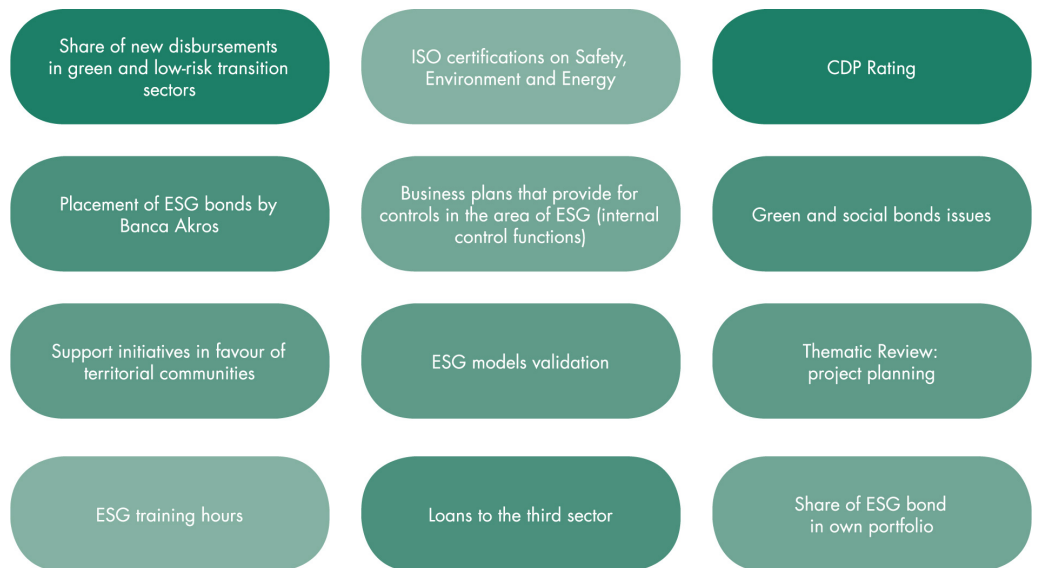 Share of new disbursements
in green and low-risk transition
sectors
ISO certifications on Safety,
Environment and Energy
CDP Rating
Placement of ESG bonds by
Banca Akros
Business plans that provide for
controls in the area of ESG (internal
control functions)
Green and social bonds issues
Support initiatives in favour of
territorial communities
ESG models validation
Thematic Review:
project planning
ESG training hours
Loans to the third sector
Share of ESG bond
in own portfolio